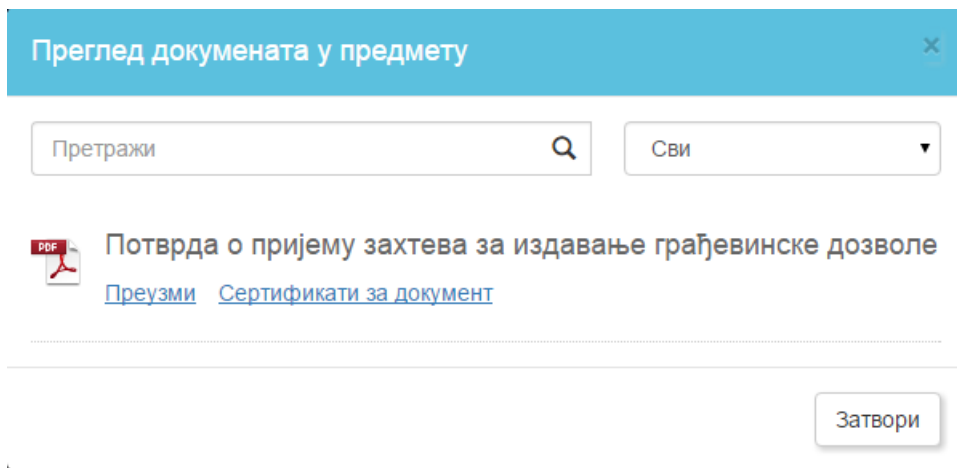 Преглед докумената у предмету
×
Претражи
Сви
PDF
Потврда о пријему захтева за издавање грађевинске дозволе
Преузми Сертификати за документ
Затвори